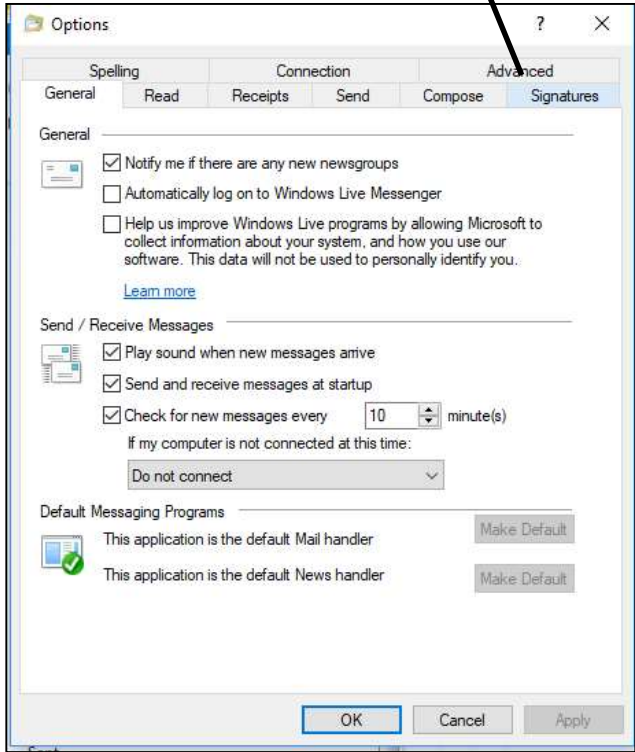 Options ?
Spelling Connection Advanced
General Read Receipts Send Compose Signatures
General
Notify me if there are any new newsgroups
Automatically log on to Windows Live Messenger
Help us improve Windows Live programs by allowing Microsoft to
collect information about your system, and how you use our
software. This data will not be used to personally identify you.
Learn more
Send / Receive Messages
Play sound when new messages arrive
Send and receive messages at startup
Check for new messages every 10 minute(s)
If my computer is not connected at this time:
Do not connect
Default Messaging Programs
This application is the default Mail handler Make Default
This application is the default News handler Make Default
OK Cancel Apply